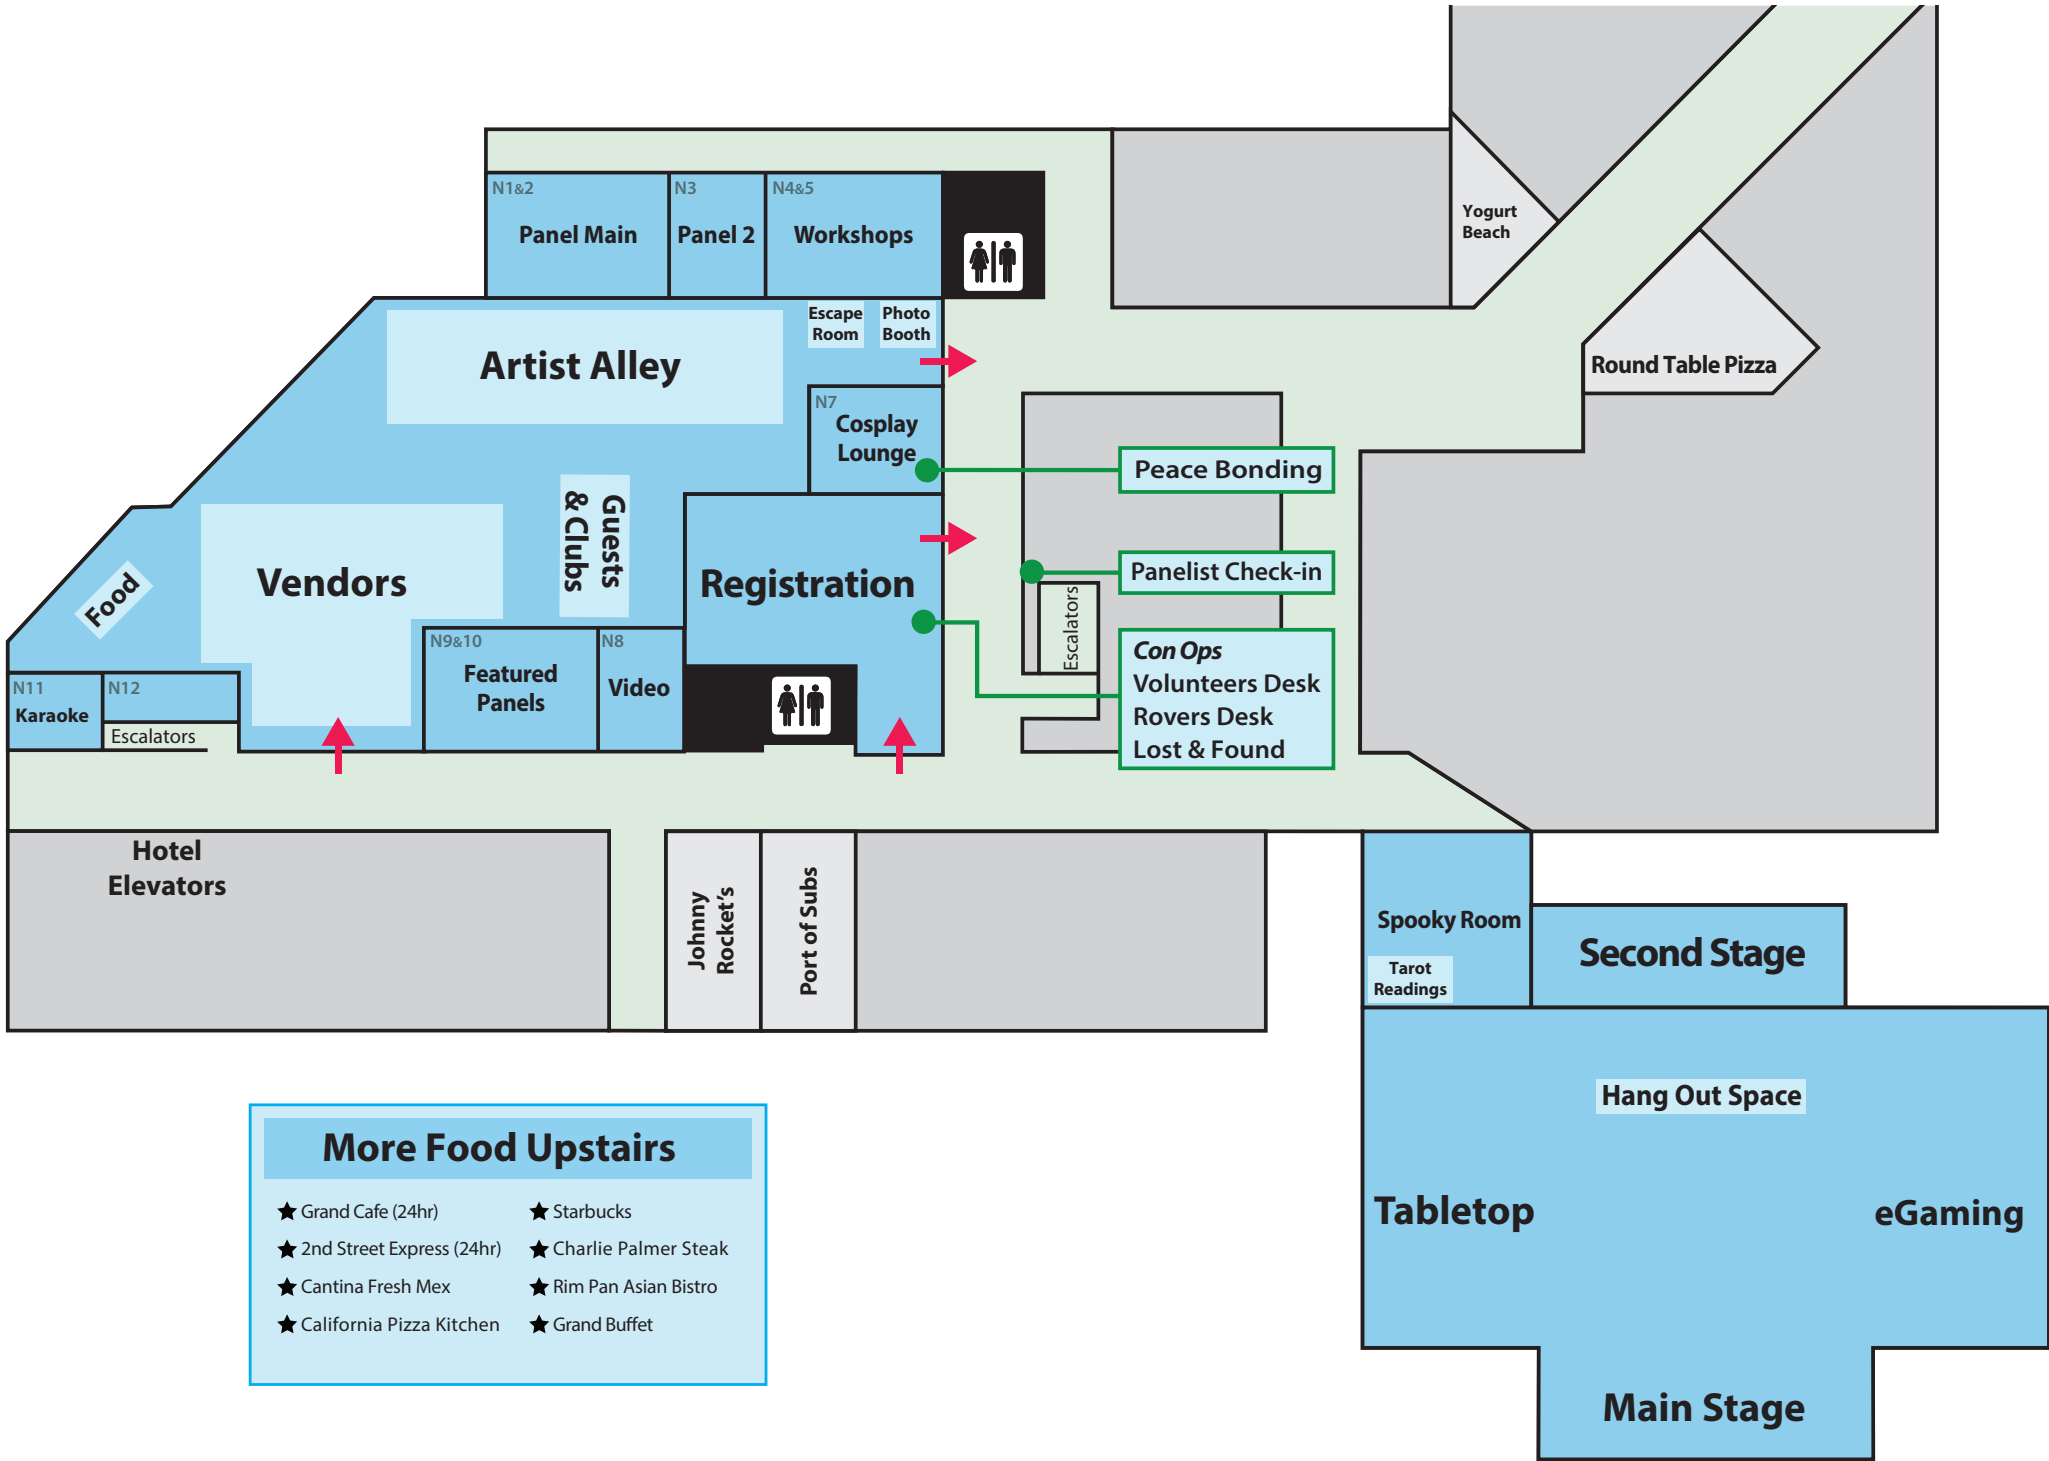 N1&2
Panel Main
N3
Panel 2
N4&5
Workshops
Yogurt
Beach
Escape
Room
Photo
Booth
Artist Alley
Round Table Pizza
N7
Cosplay
Lounge
Peace Bonding
Guests
& Clubs
Vendors
Food
Registration
Panelist Check-in
Escalators
Con Ops
Volunteers Desk
Rovers Desk
Lost & Found
N9&10
Featured
Panels
N8
Video
N11
Karaoke
N12
Escalators
Hotel
Elevators
Johnny
Rocket's
Port of Subs
Spooky Room
Tarot
Readings
Second Stage
Hang Out Space
Tabletop
eGaming
Main Stage
More Food Upstairs
★ Grand Cafe (24hr)
★ 2nd Street Express (24hr)
★ Cantina Fresh Mex
★ California Pizza Kitchen
★ Starbucks
★ Charlie Palmer Steak
★ Rim Pan Asian Bistro
★ Grand Buffet